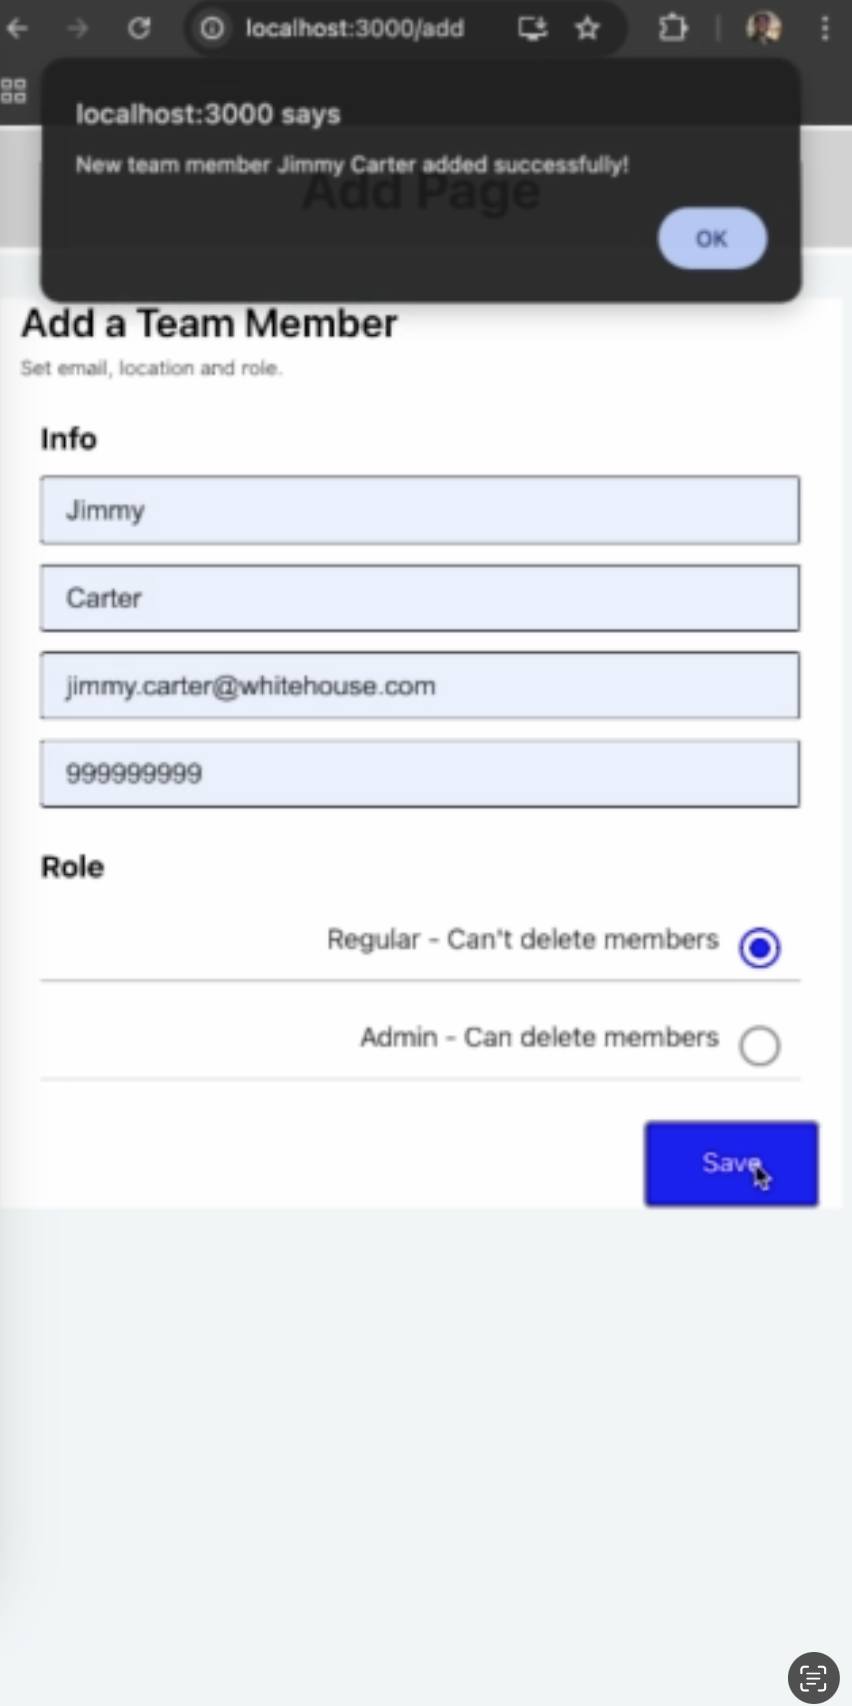 localhost:3000/add
localhost:3000 says
New team member Jimmy Carter added successfully!
Add Page
OK
Add a Team Member
Set email, location and role.
Info
Jimmy
Carter
jimmy.carter@whitehouse.com
999999999
Role
Regular - Can't delete members
Admin - Can delete members
Save